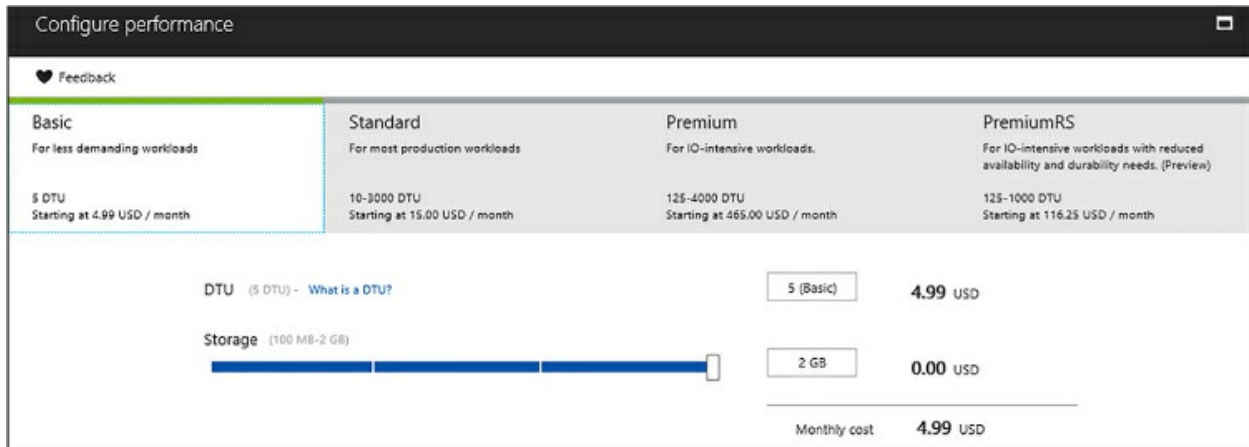 Configure performance
Feedback
Basic
For less demanding workloads
5 DTU
Starting at 4.99 USD / month
Standard
For most production workloads
10-3000 DTU
Starting at 15.00 USD / month
Premium
For IO-intensive workloads.
125-4000 DTU
Starting at 465.00 USD / month
PremiumRS
For IO-intensive workloads with reduced
availability and durability needs. (Preview)
125-1000 DTU
Starting at 116.25 USD / month
DTU (5 DTU) - What is a DTU? 5 (Basic) 4.99 USD
Storage (100 MB-2 GB)
2 GB 0.00 USD
Monthly cost 4.99 USD